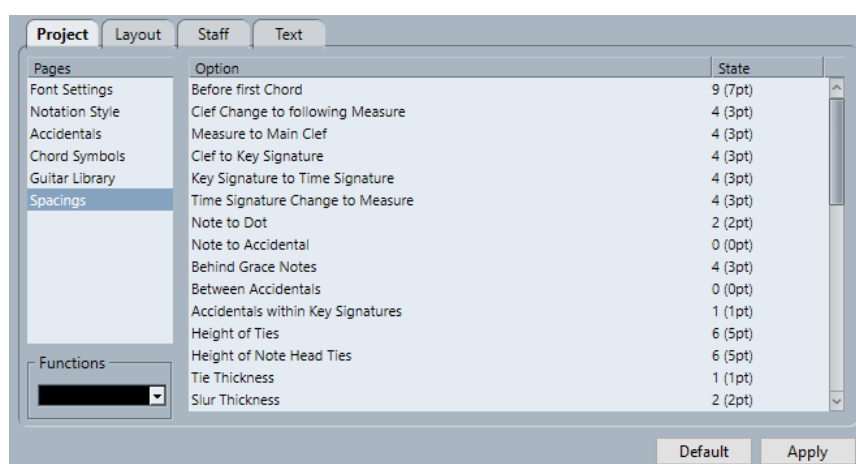 Project Layout Staff Text
Pages Option State
Font Settings Before first Chord 9 (7pt)
Notation Style Clef Change to following Measure 4 (3pt)
Accidentals Measure to Main Clef 4 (3pt)
Chord Symbols Clef to Key Signature 4 (3pt)
Guitar Library Key Signature to Time Signature 4 (3pt)
Spacings Time Signature Change to Measure 4 (3pt)
Note to Dot 2 (2pt)
Note to Accidental 0 (0pt)
Behind Grace Notes 4 (3pt)
Between Accidentals 0 (0pt)
Accidentals within Key Signatures 1 (1pt)
Height of Ties 6 (5pt)
Functions Height of Note Head Ties 6 (5pt)
Tie Thickness 1 (1pt)
Slur Thickness 2 (2pt)
Default Apply